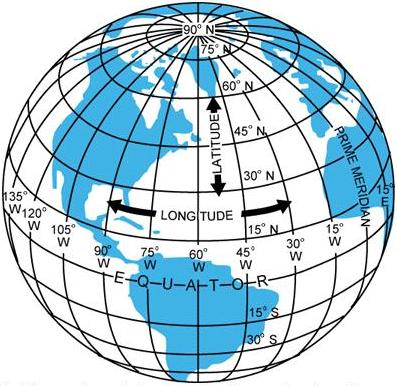 90° N
75° N
60° N
LATITUDE
45° N
PRIME MERIDIAN
30° N
15° E
135° W
120° W
LONGITUDE
105° W
15° N
90° W
75° W
60° W
45° W
30° W
15° W
EQUATOR
15° S
30° S